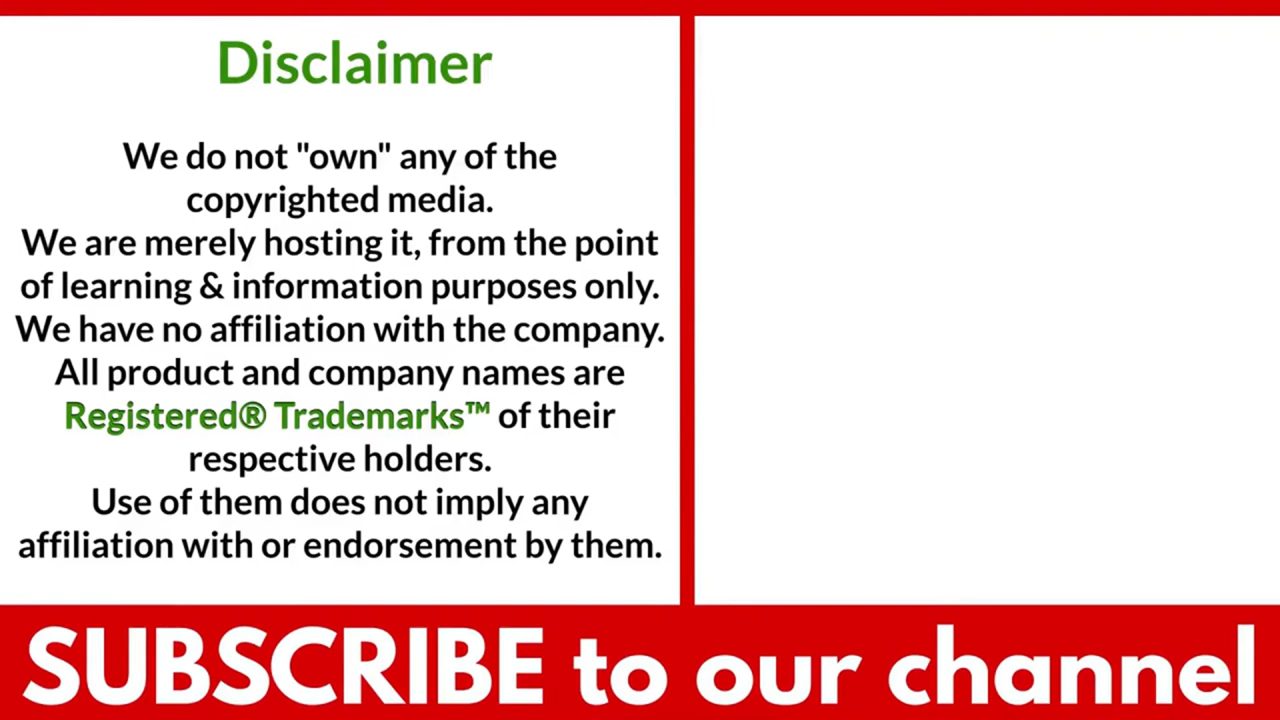 Disclaimer
We do not "own" any of the
copyrighted media.
We are merely hosting it, from the point
of learning & information purposes only.
We have no affiliation with the company.
All product and company names are
Registered® Trademarks™ of their
respective holders.
Use of them does not imply any
affiliation with or endorsement by them.
SUBSCRIBE to our channel